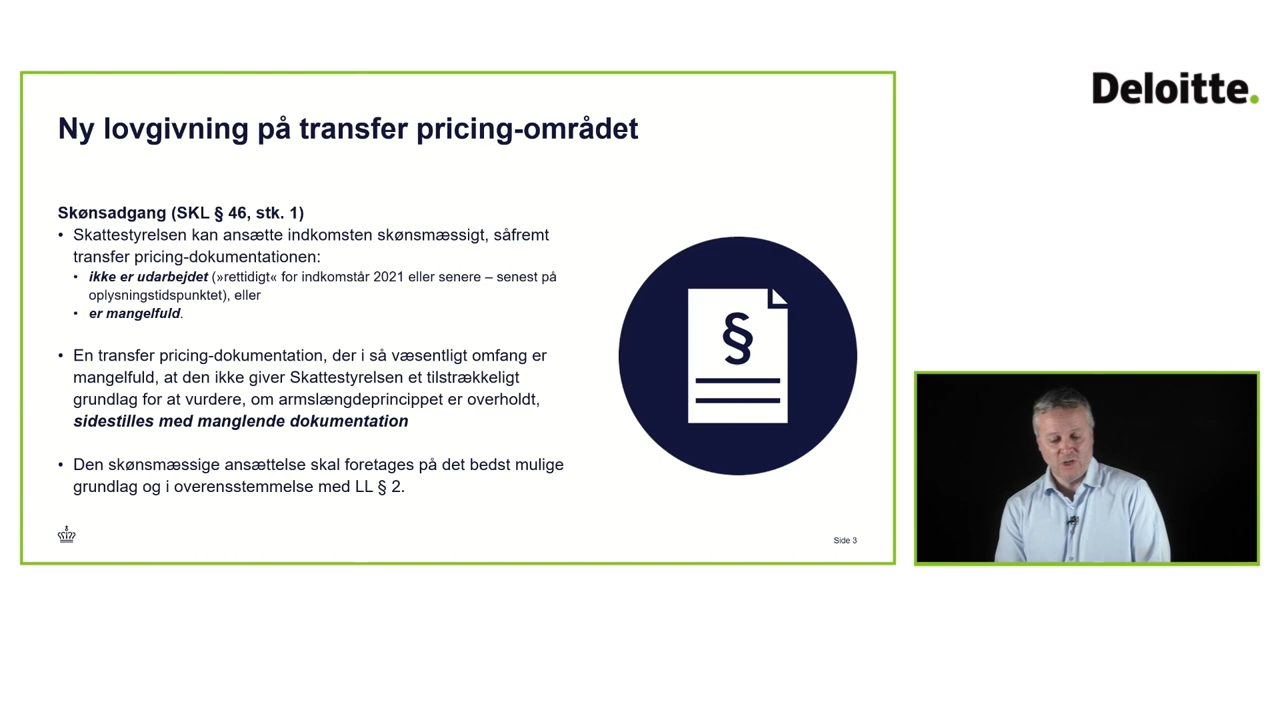 Ny lovgivning på transfer pricing-området
Deloitte.
Skønsadgang (SKL § 46, stk. 1)
• Skattestyrelsen kan ansætte indkomsten skønsmæssigt, såfremt
transfer pricing-dokumentationen:
• ikke er udarbejdet (»rettidigt« for indkomstår 2021 eller senere – senest på
oplysningstidspunktet), eller
• er mangelfuld.
• En transfer pricing-dokumentation, der i så væsentligt omfang er
mangelfuld, at den ikke giver Skattestyrelsen et tilstrækkeligt
grundlag for at vurdere, om armslængdeprincippet er overholdt,
sidestilles med manglende dokumentation
• Den skønsmæssige ansættelse skal foretages på det bedst mulige
grundlag og i overensstemmelse med LL § 2.
§
Side 3